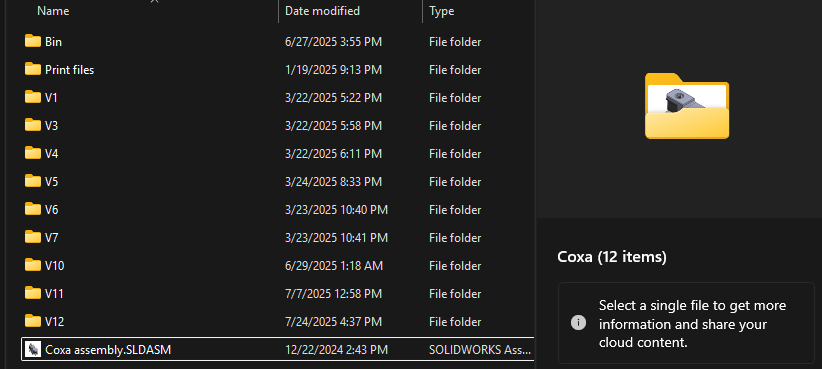 Name Date modified Type
Bin 6/27/2025 3:55 PM File folder
Print files 1/19/2025 9:13 PM File folder
V1 3/22/2025 5:22 PM File folder
V3 3/22/2025 5:58 PM File folder
V4 3/22/2025 6:11 PM File folder
V5 3/24/2025 8:33 PM File folder
V6 3/23/2025 10:40 PM File folder
V7 3/23/2025 10:41 PM File folder
V10 6/29/2025 1:18 AM File folder
V11 7/7/2025 12:58 PM File folder
V12 7/24/2025 4:37 PM File folder
Coxa assembly.SLDASM 12/22/2024 2:43 PM SOLIDWORKS Ass...
Coxa (12 items)
Select a single file to get more
information and share your
cloud content.